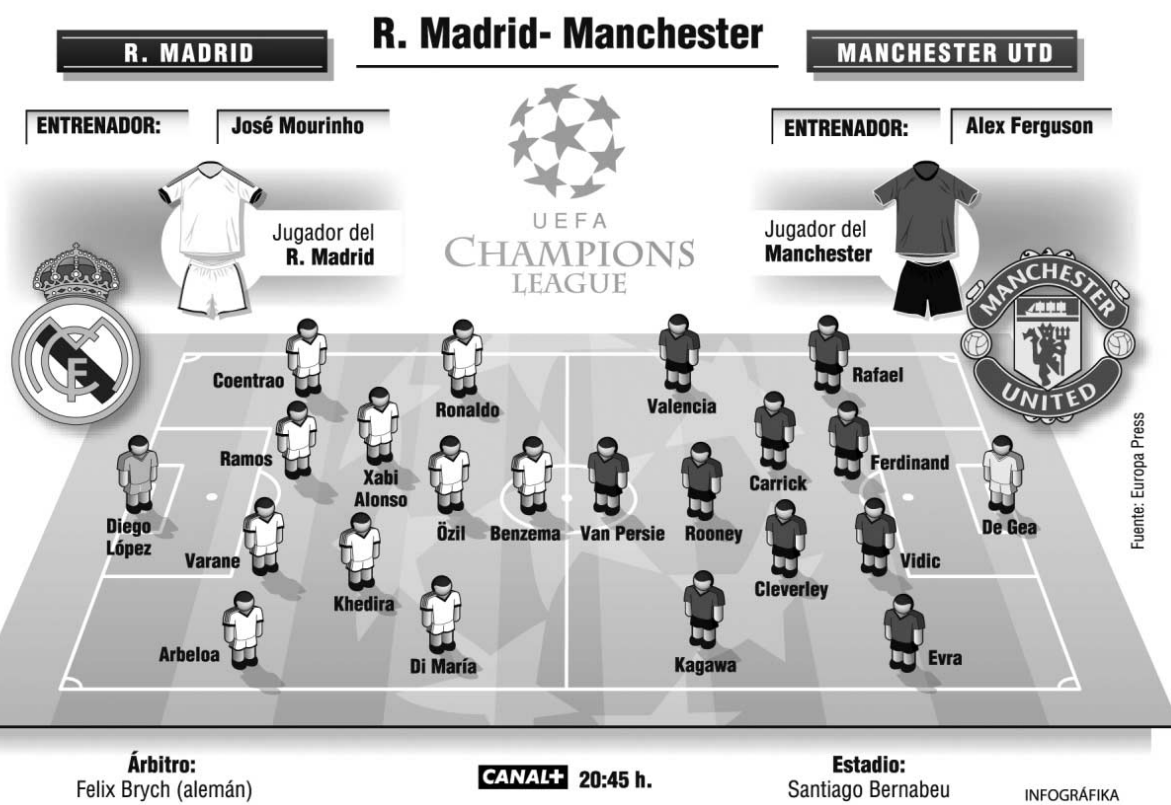 R. Madrid- Manchester
R. MADRID
MANCHESTER UTD
ENTRENADOR:
José Mourinho
ENTRENADOR:
Alex Ferguson
Jugador del
R. Madrid
UEFA
CHAMPIONS
LEAGUE
Jugador del
Manchester
MANCHESTER
UNITED
Coentrao
Ronaldo
Valencia
Rafael
Ramos
Xabi
Alonso
Carrick
Ferdinand
Diego
López
Varane
Özil
Benzema
Van Persie
Rooney
De Gea
Khedira
Cleverley
Vidic
Arbeloa
Di María
Kagawa
Evra
Fuente: Europa Press
Árbitro:
Felix Brych (alemán)
CANAL+ 20:45 h.
Estadio:
Santiago Bernabeu
INFOGRÁFIKA